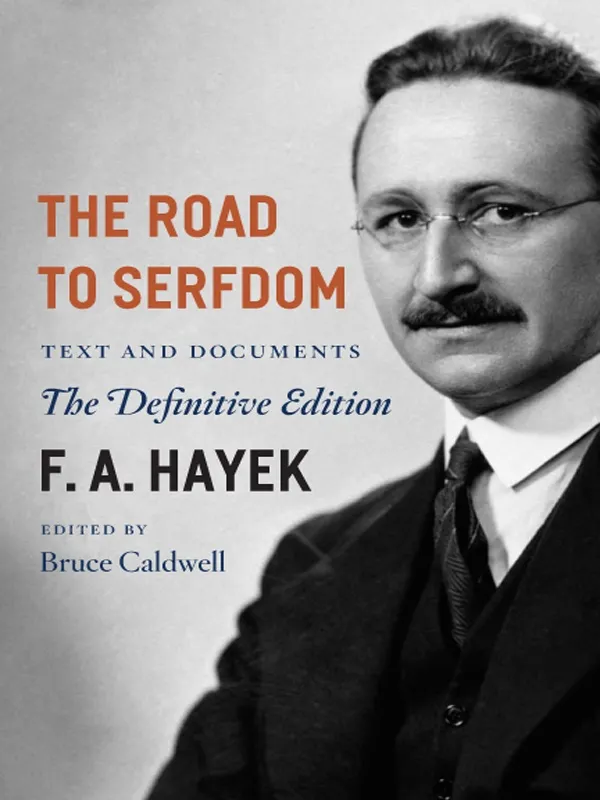 THE ROAD
TO SERFDOM
TEXT AND DOCUMENTS
The Definitive Edition
F. A. HAYEK
EDITED BY
Bruce Caldwell